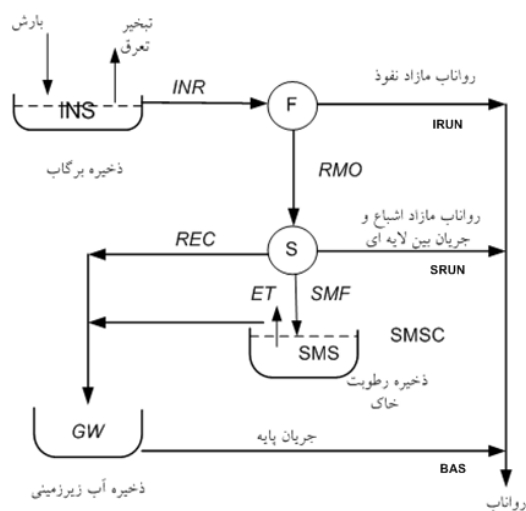 بارش
تبخیر
تعرق
INS
INR
ذخیره برگاب
F
رواناب مازاد نفوذ
IRUN
RMO
رواناب مازاد اشباع و
جریان بین لایه ای
S
REC
SRUN
ET
SMF
SMS
SMSC
ذخیره رطوبت
خاک
GW
جریان پایه
BAS
ذخیره آب زیرزمینی
رواناب